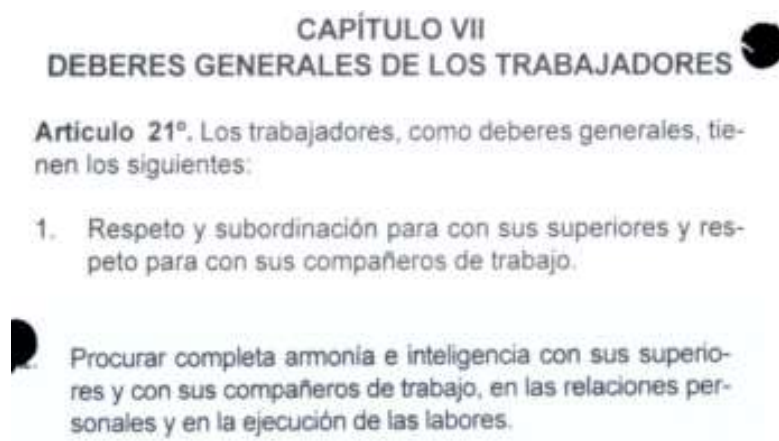 CAPÍTULO VII
DEBERES GENERALES DE LOS TRABAJADORES
Artículo 21º. Los trabajadores, como deberes generales, tie-
nen los siguientes:
1. Respeto y subordinación para con sus superiores y res-
peto para con sus compañeros de trabajo.
Procurar completa armonía e inteligencia con sus superio-
res y con sus compañeros de trabajo, en las relaciones per-
sonales y en la ejecución de las labores.